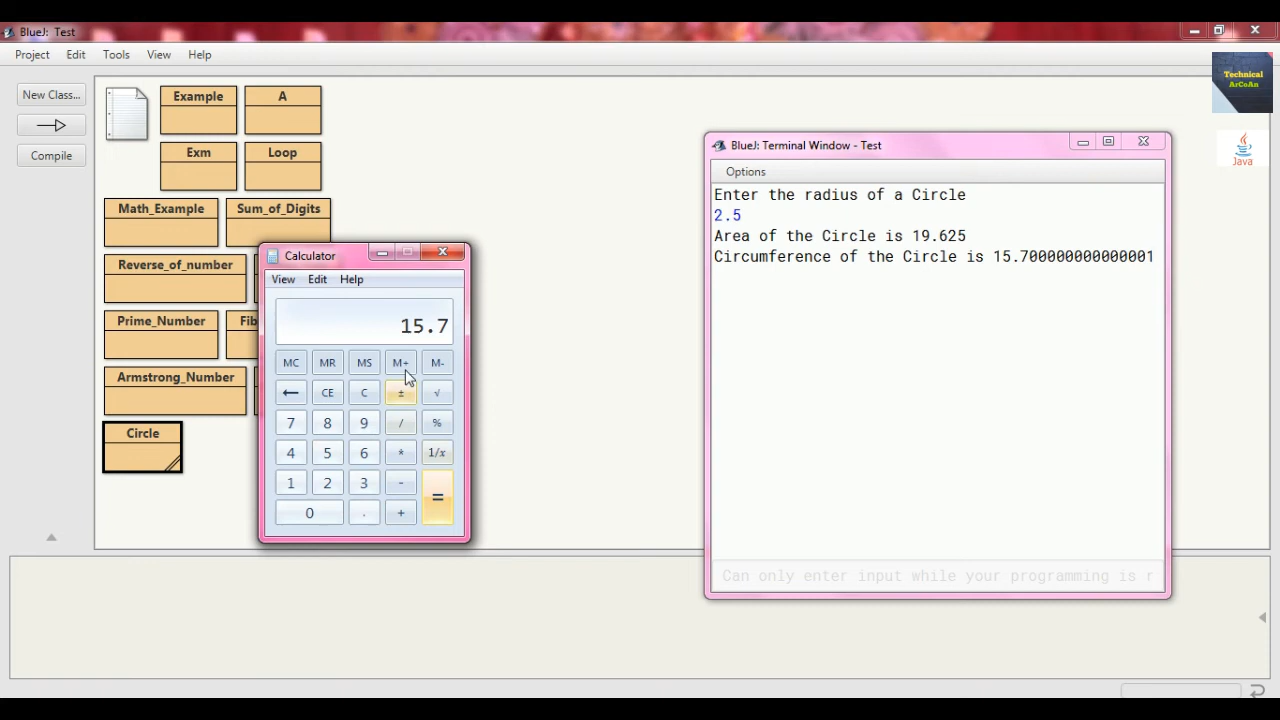 BlueJ: Test
Project Edit Tools View Help
Technical
ArCoAn
Java
New Class...
Compile
Example
A
Exm
Loop
Math_Example
Sum_of_Digits
Reverse_of_number
Prime_Number
Fib
Armstrong_Number
Circle
Calculator
View Edit Help
15.7
MC MR MS M+ M-
← CE C ± √
7 8 9 / %
4 5 6 * 1/x
1 2 3 - =
0 . +
BlueJ: Terminal Window - Test
Options
Enter the radius of a Circle
2.5
Area of the Circle is 19.625
Circumference of the Circle is 15.700000000000001
Can only enter input while your programming is r